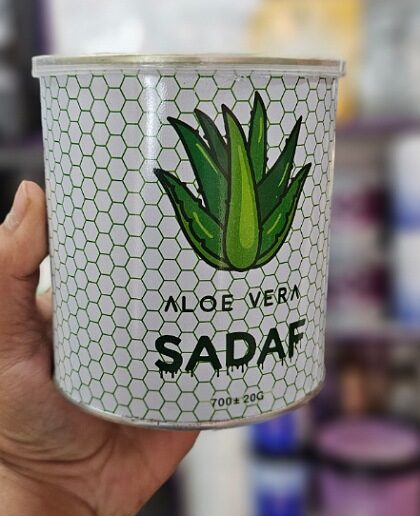 ALOE VERA
SADAF
700± 20G